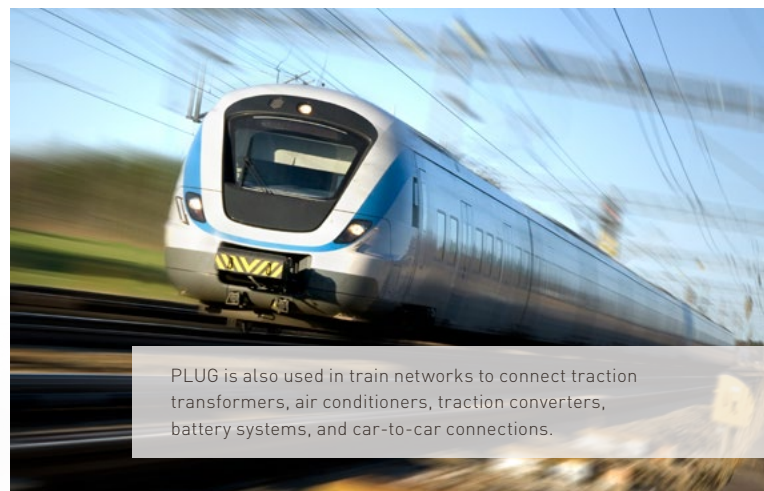 PLUG is also used in train networks to connect traction
transformers, air conditioners, traction converters,
battery systems, and car-to-car connections.